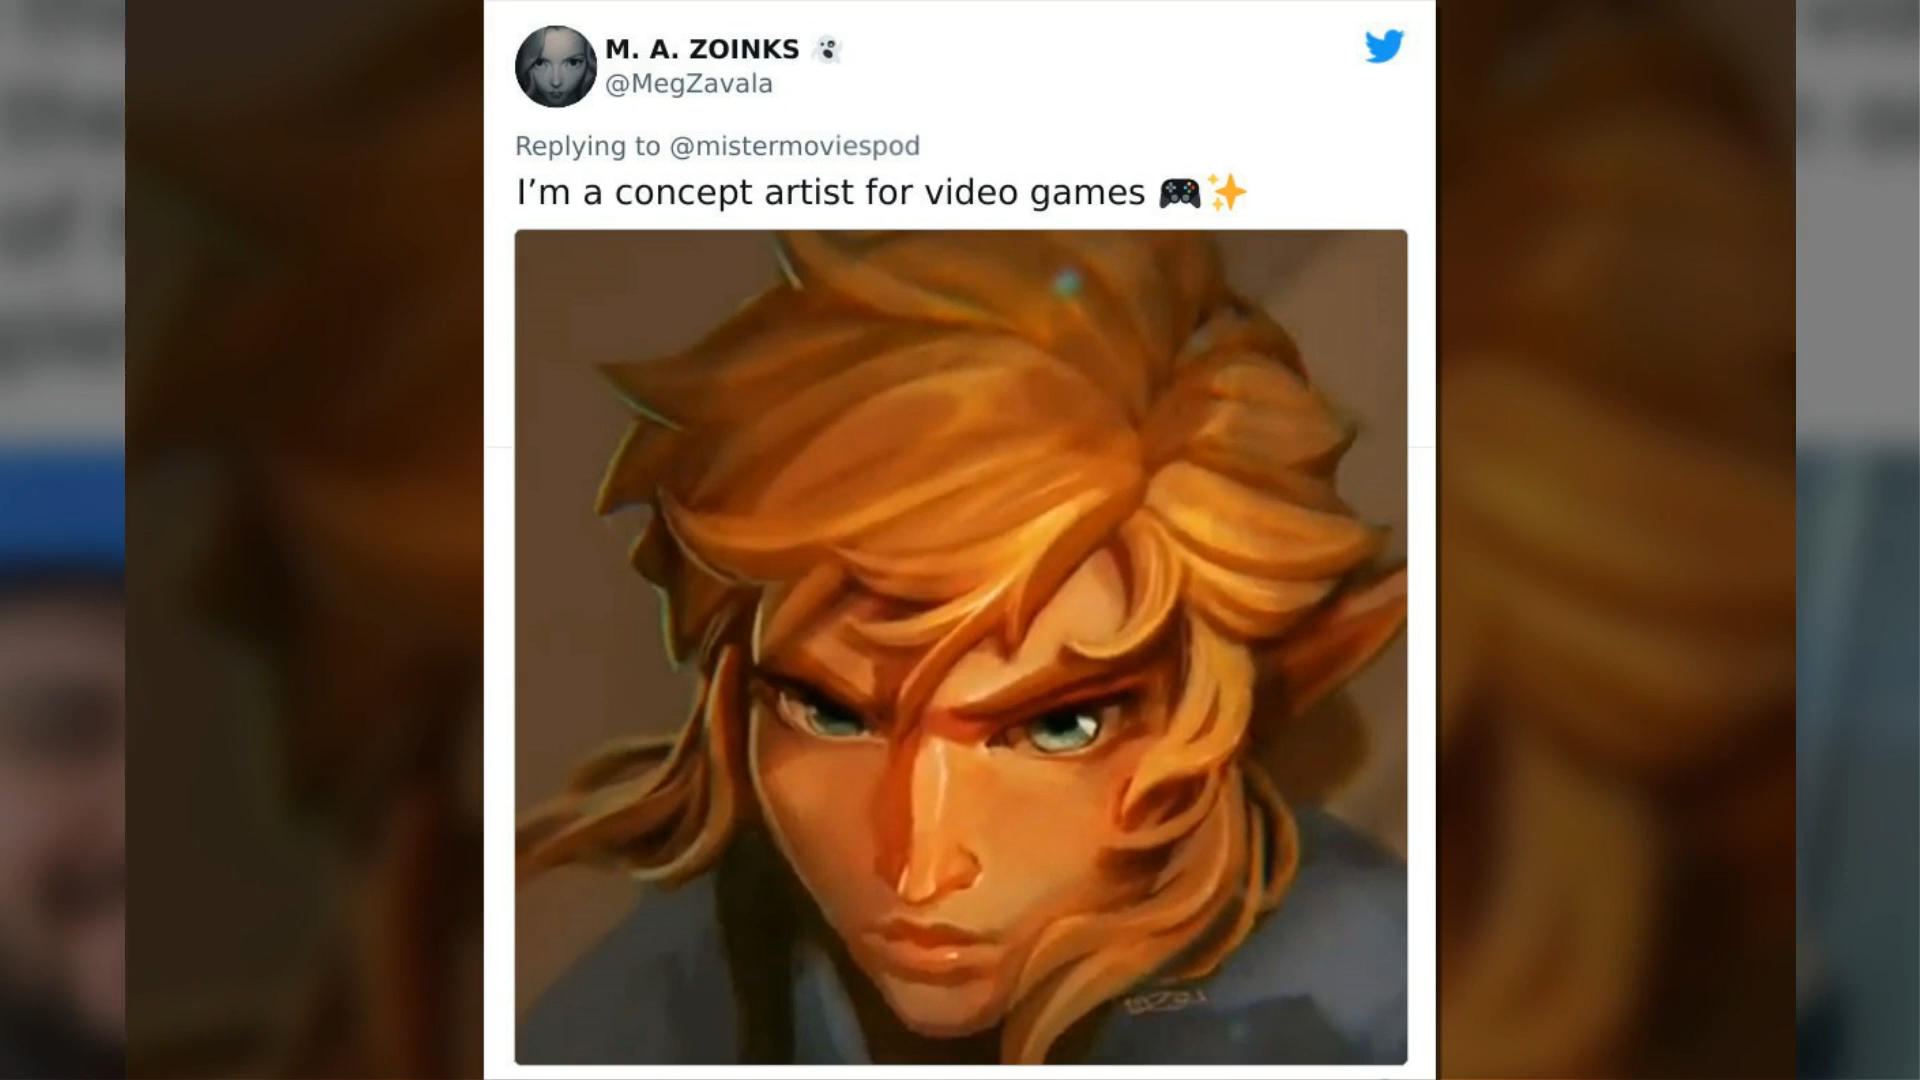 M. A. ZOINKS 👻
@MegZavala
Replying to @mistermoviespod
I’m a concept artist for video games 🎮✨